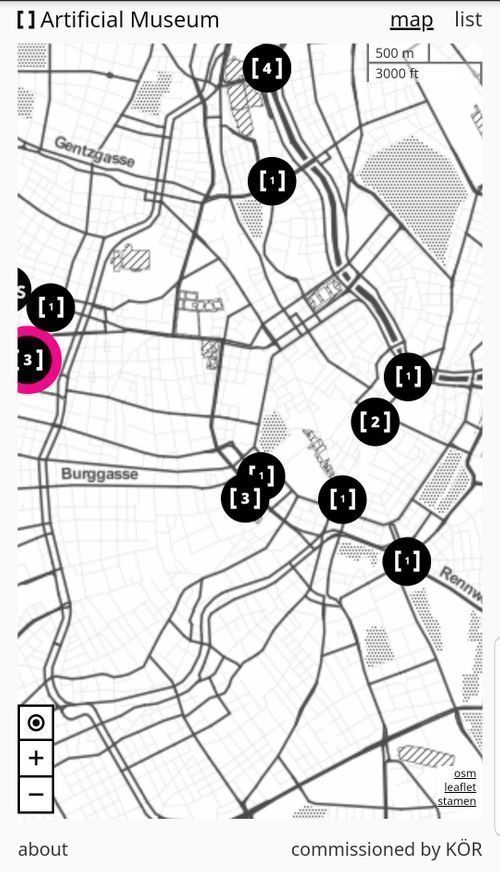 [ ] Artificial Museum
map list
500 m
3000 ft
[4]
Gentzgasse
[1]
S
[1]
3]
[1]
[2]
Burggasse
[1]
[3]
[1]
[1]
Rennw
+
−
osm
leaflet
stamen
about
commissioned by KÖR